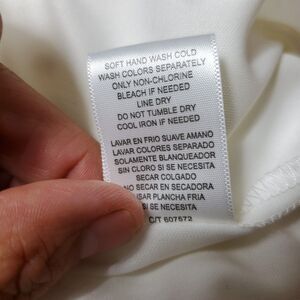 SOFT HAND WASH COLD
WASH COLORS SEPARATELY
ONLY NON-CHLORINE
BLEACH IF NEEDED
LINE DRY
DO NOT TUMBLE DRY
COOL IRON IF NEEDED
LAVAR EN FRIO SUAVE AMANO
LAVAR COLORES SEPARADO
SOLAMENTE BLANQUEADOR
SIN CLORO SI SE NECESITA
SECAR COLGADO
NO SECAR EN SECADORA
USAR PLANCHA FRIA
SI SE NECESITA
C/T 607672